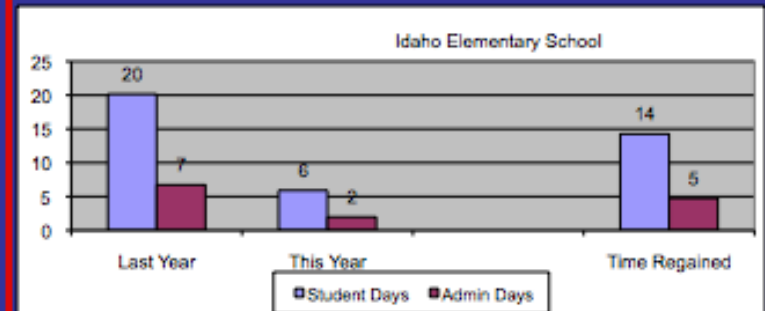 Idaho Elementary School
25
20
15
10
5
0
20
7
6
2
14
5
Last Year
This Year
Time Regained
Student Days
Admin Days